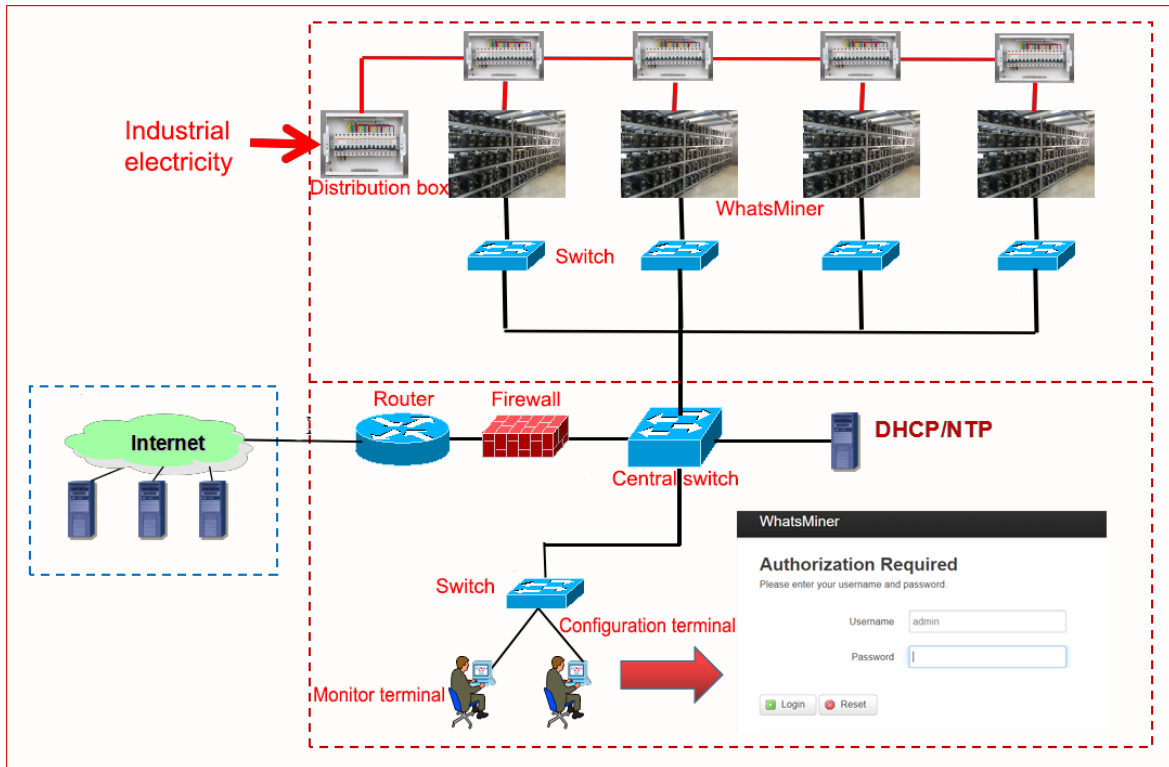 Industrial
electricity
Distribution box
WhatsMiner
Switch
Router
Firewall
DHCP/NTP
Internet
Central switch
Switch
Configuration terminal
Monitor terminal
WhatsMiner
Authorization Required
Please enter your username and password.
Username
admin
Password
Login
Reset